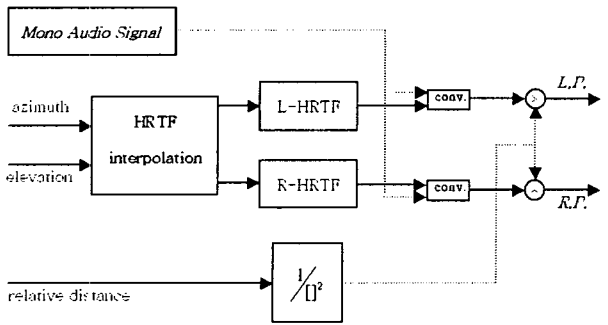 Mono Audio Signal
azimuth
HRTF
interpolation
elevation
L-HRTF
R-HRTF
conv.
conv.
L.P.
R.P.
relative distance
1/[]²